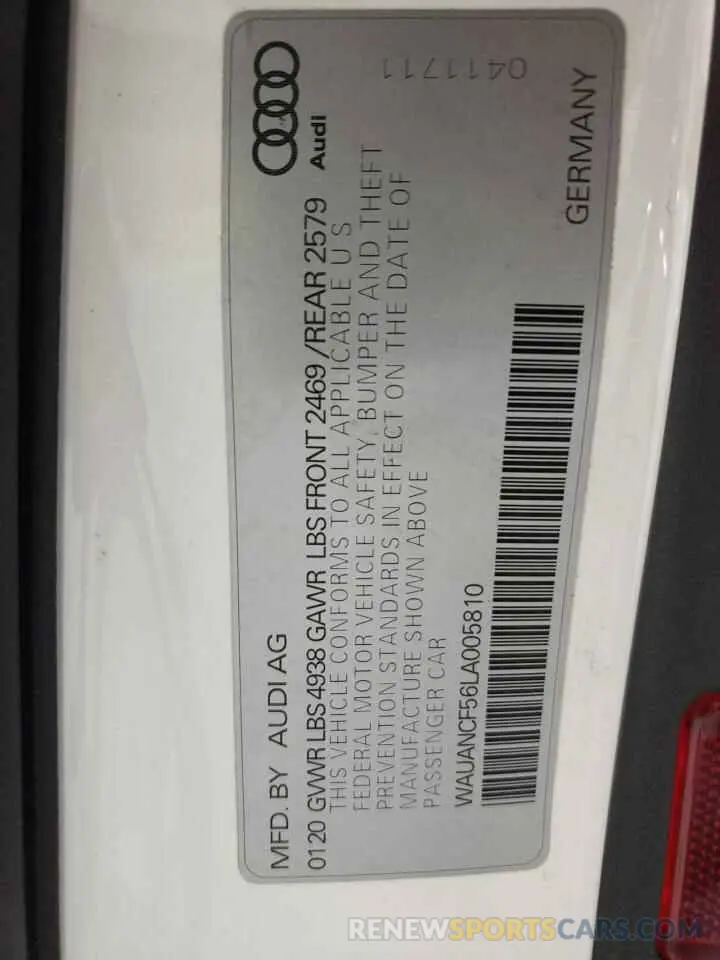 0411711
Audi
MFD. BY AUDI AG
0120 GVWR LBS 4938 GAWR LBS FRONT 2469 /REAR 2579
THIS VEHICLE CONFORMS TO ALL APPLICABLE U S
FEDERAL MOTOR VEHICLE SAFETY, BUMPER AND THEFT
PREVENTION STANDARDS IN EFFECT ON THE DATE OF
MANUFACTURE SHOWN ABOVE
PASSENGER CAR
WAUANCF56LA005810
GERMANY
RENEWSPORTSCARS.COM